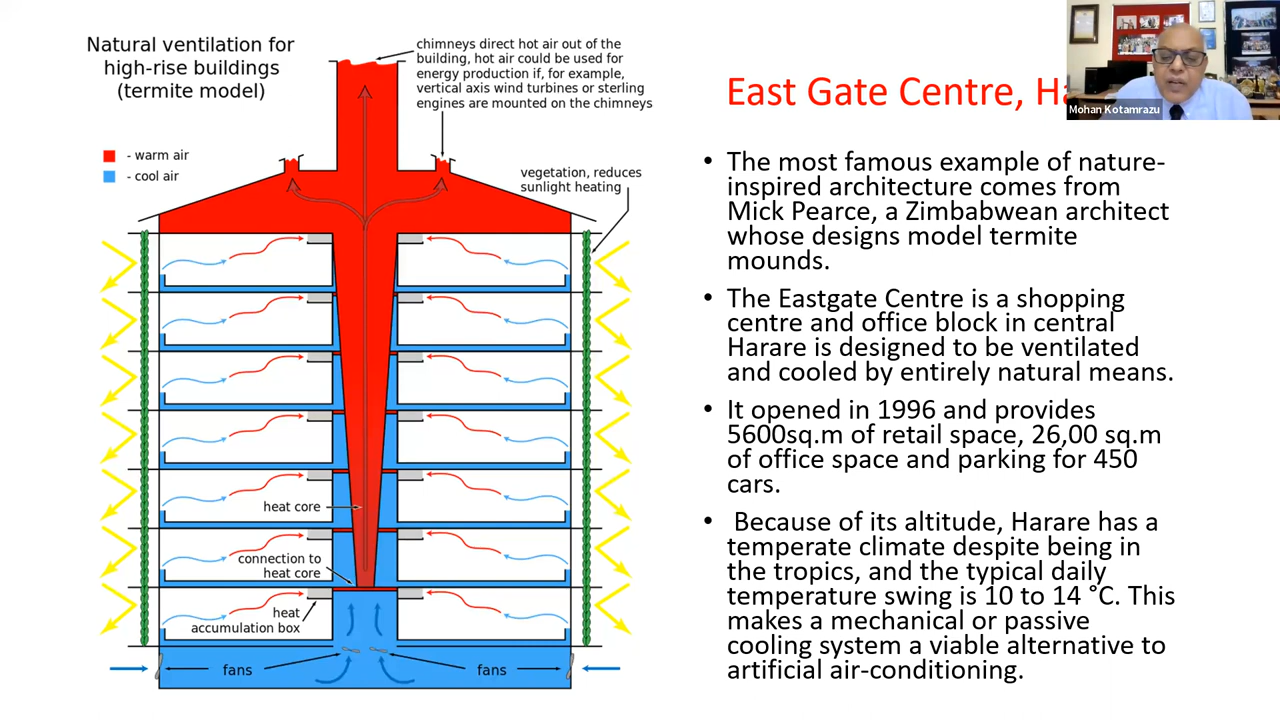 Natural ventilation for
high-rise buildings
(termite model)
- warm air
- cool air
chimneys direct hot air out of the
building, hot air could be used for
energy production if, for example,
vertical axis wind turbines or sterling
engines are mounted on the chimneys
vegetation, reduces
sunlight heating
heat core
connection to
heat core
heat
accumulation box
fans
fans
East Gate Centre,
Mohan Kotamrazu
• The most famous example of nature-
inspired architecture comes from
Mick Pearce, a Zimbabwean architect
whose designs model termite
mounds.
• The Eastgate Centre is a shopping
centre and office block in central
Harare is designed to be ventilated
and cooled by entirely natural means.
• It opened in 1996 and provides
5600sq.m of retail space, 26,00 sq.m
of office space and parking for 450
cars.
• Because of its altitude, Harare has a
temperate climate despite being in
the tropics, and the typical daily
temperature swing is 10 to 14 °C. This
makes a mechanical or passive
cooling system a viable alternative to
artificial air-conditioning.